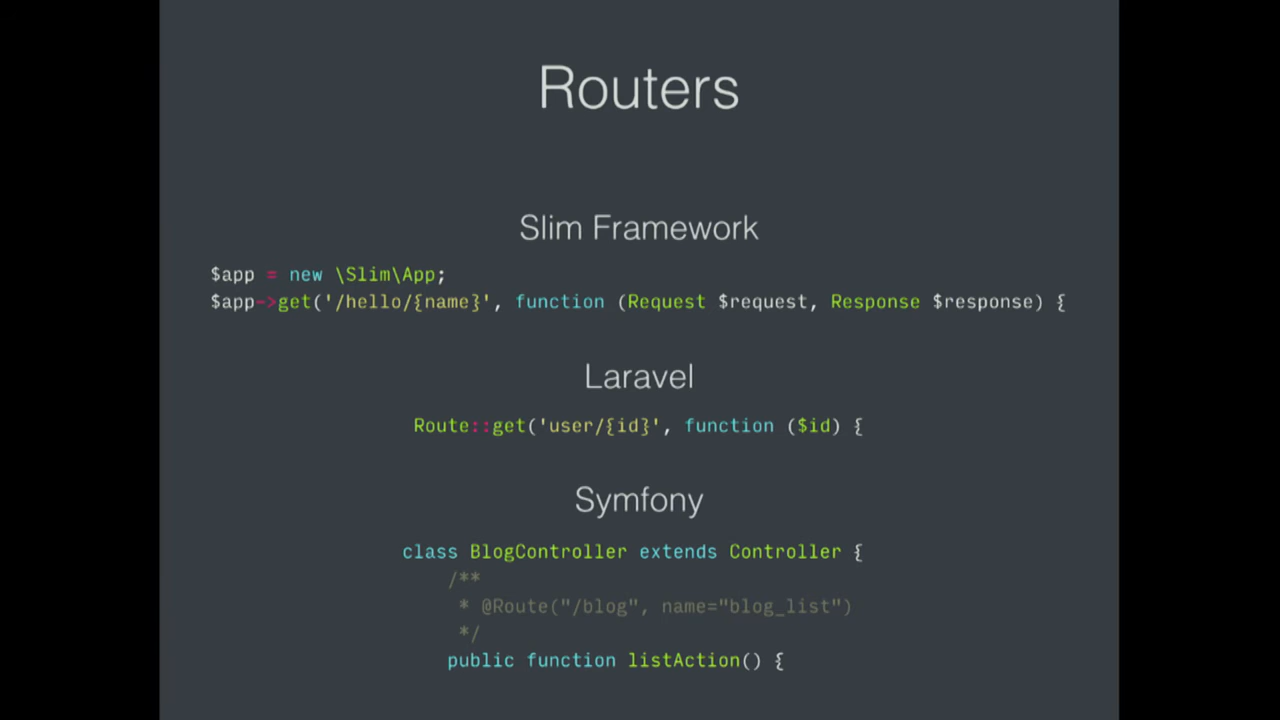 Routers
Slim Framework
$app = new \Slim\App;
$app->get('/hello/{name}', function (Request $request, Response $response) {
Laravel
Route::get('user/{id}', function ($id) {
Symfony
class BlogController extends Controller {
/**
* @Route("/blog", name="blog_list")
*/
public function listAction() {